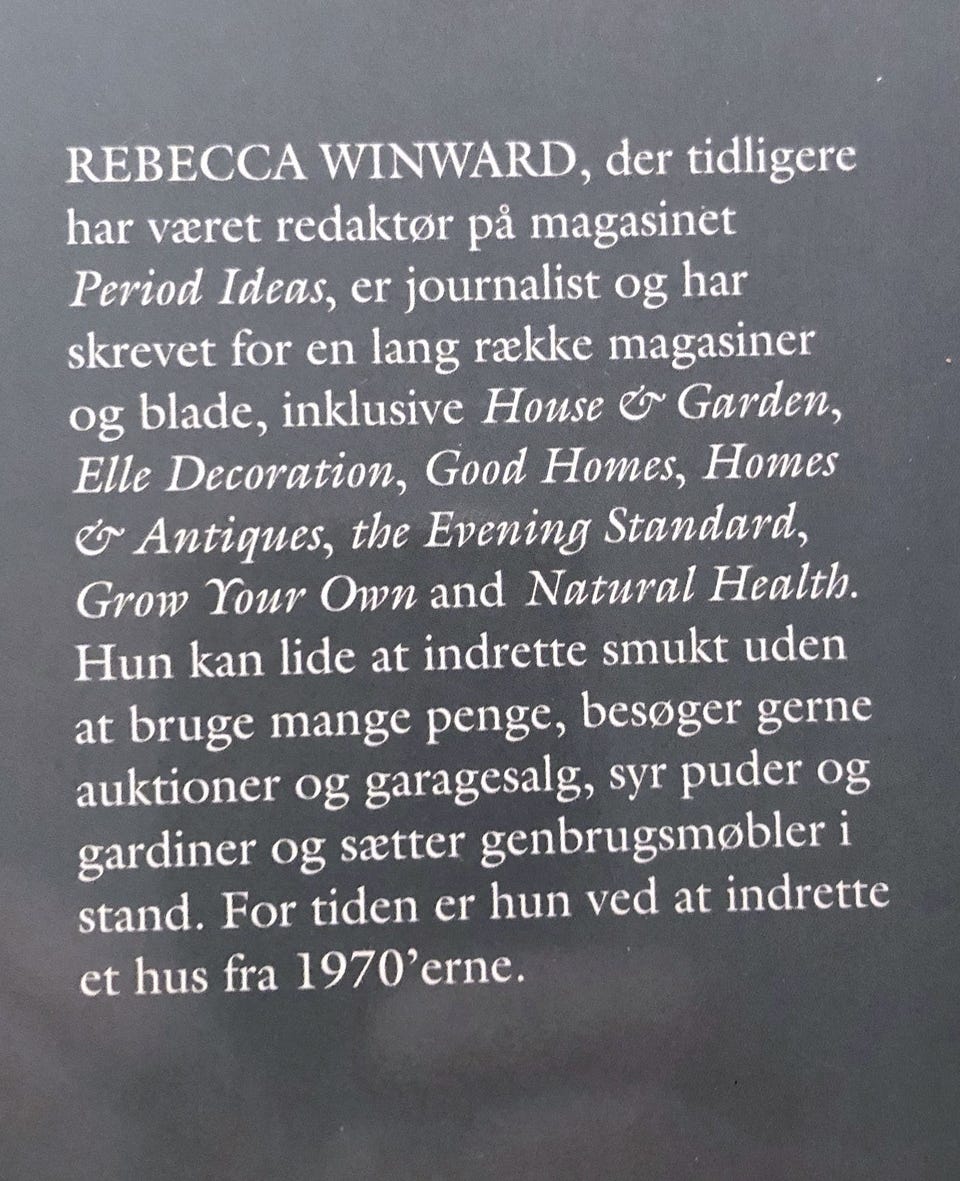 REBECCA WINWARD, der tidligere
har været redaktør på magasinet
Period Ideas, er journalist og har
skrevet for en lang række magasiner
og blade, inklusive House & Garden,
Elle Decoration, Good Homes, Homes
& Antiques, the Evening Standard,
Grow Your Own and Natural Health.
Hun kan lide at indrette smukt uden
at bruge mange penge, besøger gerne
auktioner og garagesalg, syr puder og
gardiner og sætter genbrugsmøbler i
stand. For tiden er hun ved at indrette
et hus fra 1970’erne.